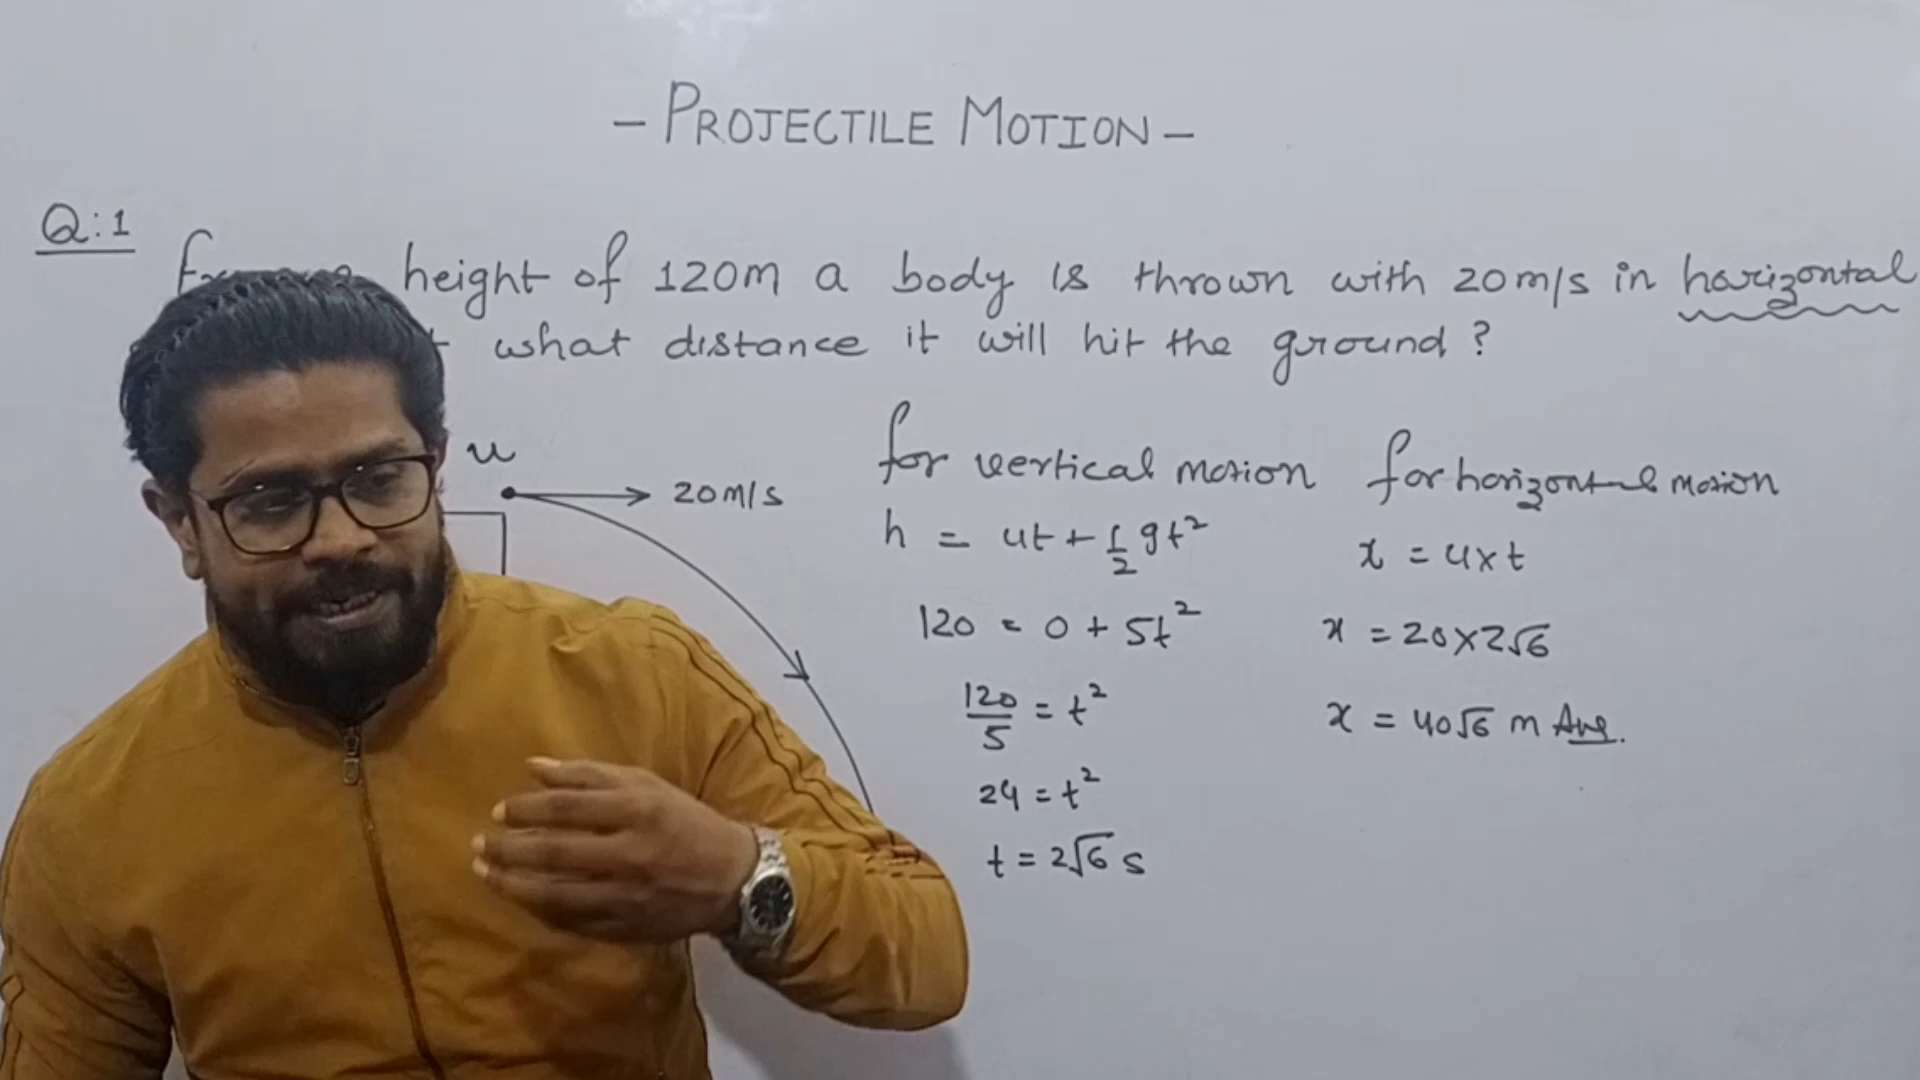 - PROJECTILE MOTION -
Q:1
height of 120m a body is thrown with 20m/s in harizontal
what distance it will hit the ground ?
u
20m/s
for vertical motion
h = ut + 1/2 gt²
120 = 0 + 5t²
120/5 = t²
24 = t²
t = 2√6 s
for horizontal motion
x = u×t
x = 20×2√6
x = 40√6 m Ans.